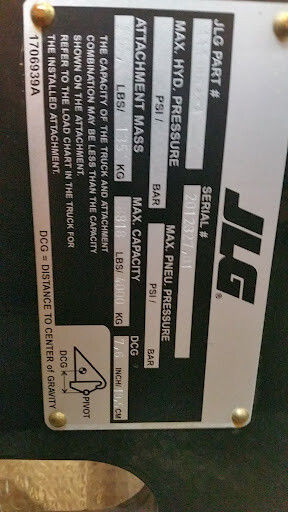 JLG®
JLG PART #
SERIAL #
2012327,01
MAX. HYD. PRESSURE
MAX. PNEU. PRESSURE
PSI / BAR
PSI / BAR
ATTACHMENT MASS
MAX. CAPACITY
DCG
LBS/ KG
LBS/ 4000 KG
INCH/ CM
THE CAPACITY OF THE TRUCK AND ATTACHMENT
COMBINATION MAY BE LESS THAN THE CAPACITY
SHOWN ON THE ATTACHMENT.
REFER TO THE LOAD CHART IN THE TRUCK FOR
THE INSTALLED ATTACHMENT.
PIVOT
DCG
1706939A
DCG = DISTANCE TO CENTER of GRAVITY